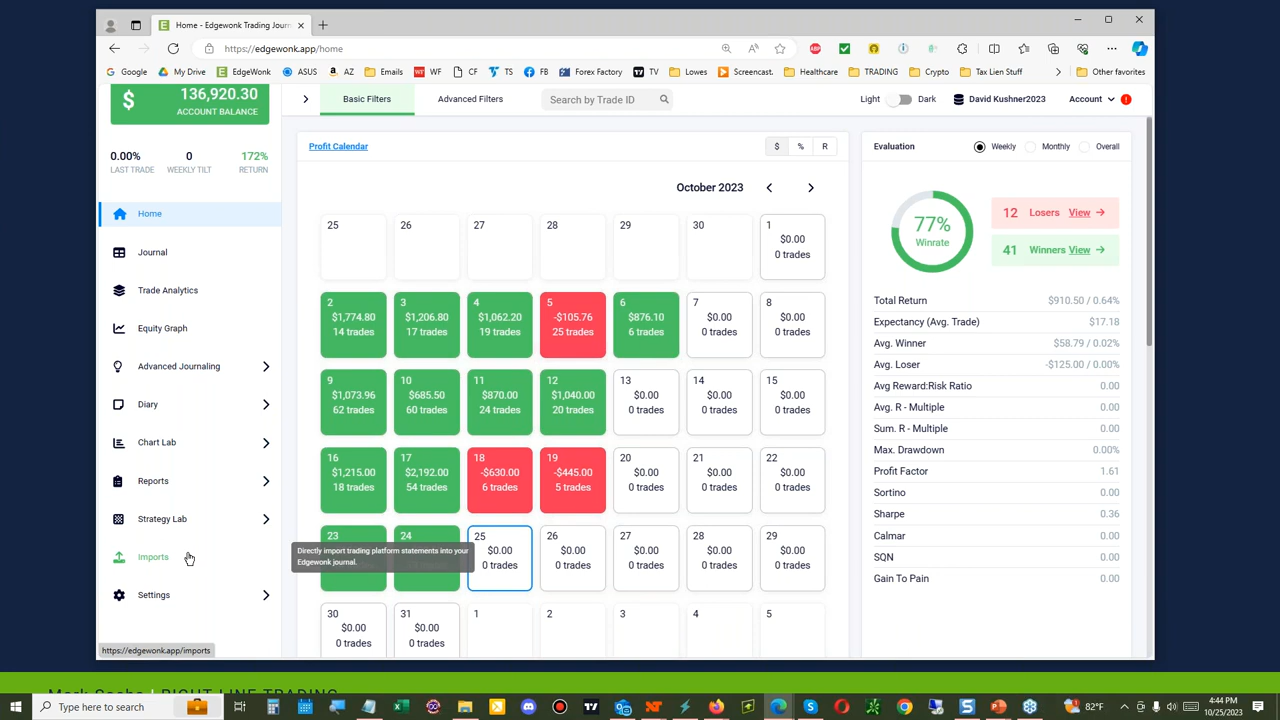 Home - Edgewonk Trading Journ
https://edgewonk.app/home
Google
My Drive
EdgeWonk
ASUS
AZ
Emails
WF
CF
TS
FB
Forex Factory
TV
Lowes
Screencast.
Healthcare
TRADING
Crypto
Tax Lien Stuff
Other favorites
$ 136,920.30
ACCOUNT BALANCE
Basic Filters
Advanced Filters
Search by Trade ID
Light
Dark
David Kushner2023
Account
0.00%
LAST TRADE
0
WEEKLY TILT
172%
RETURN
Home
Journal
Trade Analytics
Equity Graph
Advanced Journaling
Diary
Chart Lab
Reports
Strategy Lab
Imports
Settings
https://edgewonk.app/imports
Profit Calendar
$ % R
October 2023
25 26 27 28 29 30 1
$0.00
0 trades
2 3 4 5 6 7 8
$1,774.80 $1,206.80 $1,062.20 -$105.76 $876.10 $0.00 $0.00
14 trades 17 trades 19 trades 25 trades 6 trades 0 trades 0 trades
9 10 11 12 13 14 15
$1,073.96 $685.50 $870.00 $1,040.00 $0.00 $0.00 $0.00
62 trades 60 trades 24 trades 20 trades 0 trades 0 trades 0 trades
16 17 18 19 20 21 22
$1,215.00 $2,192.00 -$630.00 -$445.00 $0.00 $0.00 $0.00
18 trades 54 trades 6 trades 5 trades 0 trades 0 trades 0 trades
23 24 25 26 27 28 29
$0.00 $0.00 $0.00 $0.00 $0.00
0 trades 0 trades 0 trades 0 trades 0 trades
Directly import trading platform statements into your
Edgewonk journal.
30 31 1 2 3 4 5
$0.00 $0.00
0 trades 0 trades
Evaluation
Weekly
Monthly
Overall
77%
Winrate
12 Losers View
41 Winners View
Total Return $910.50 / 0.64%
Expectancy (Avg. Trade) $17.18
Avg. Winner $58.79 / 0.02%
Avg. Loser -$125.00 / 0.00%
Avg Reward:Risk Ratio 0.00
Avg. R - Multiple 0.00
Sum. R - Multiple 0.00
Max. Drawdown 0.00%
Profit Factor 1.61
Sortino 0.00
Sharpe 0.36
Calmar 0.00
SQN 0.00
Gain To Pain 0.00
RIGHT LINE TRADING
Type here to search
82°F
4:44 PM
10/25/2023